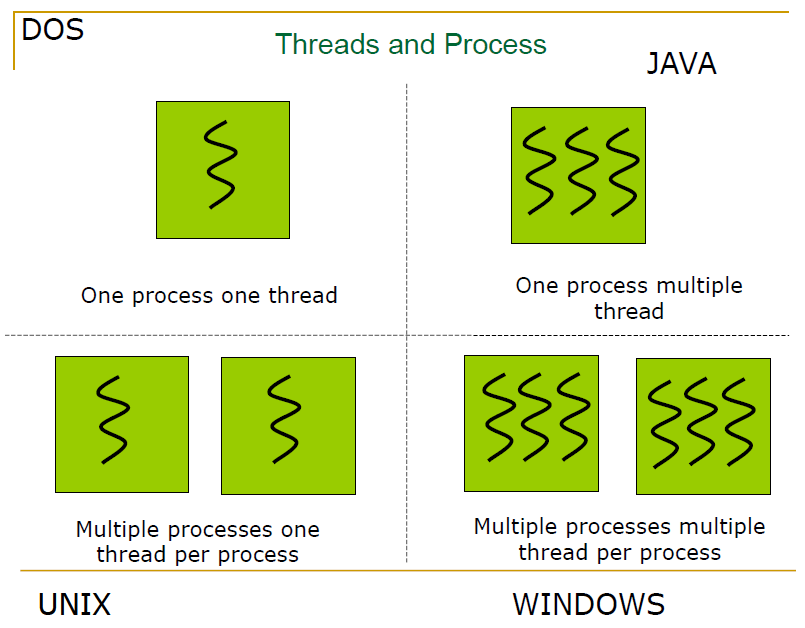 DOS
Threads and Process
JAVA
One process one thread
One process multiple
thread
Multiple processes one
thread per process
Multiple processes multiple
thread per process
UNIX
WINDOWS